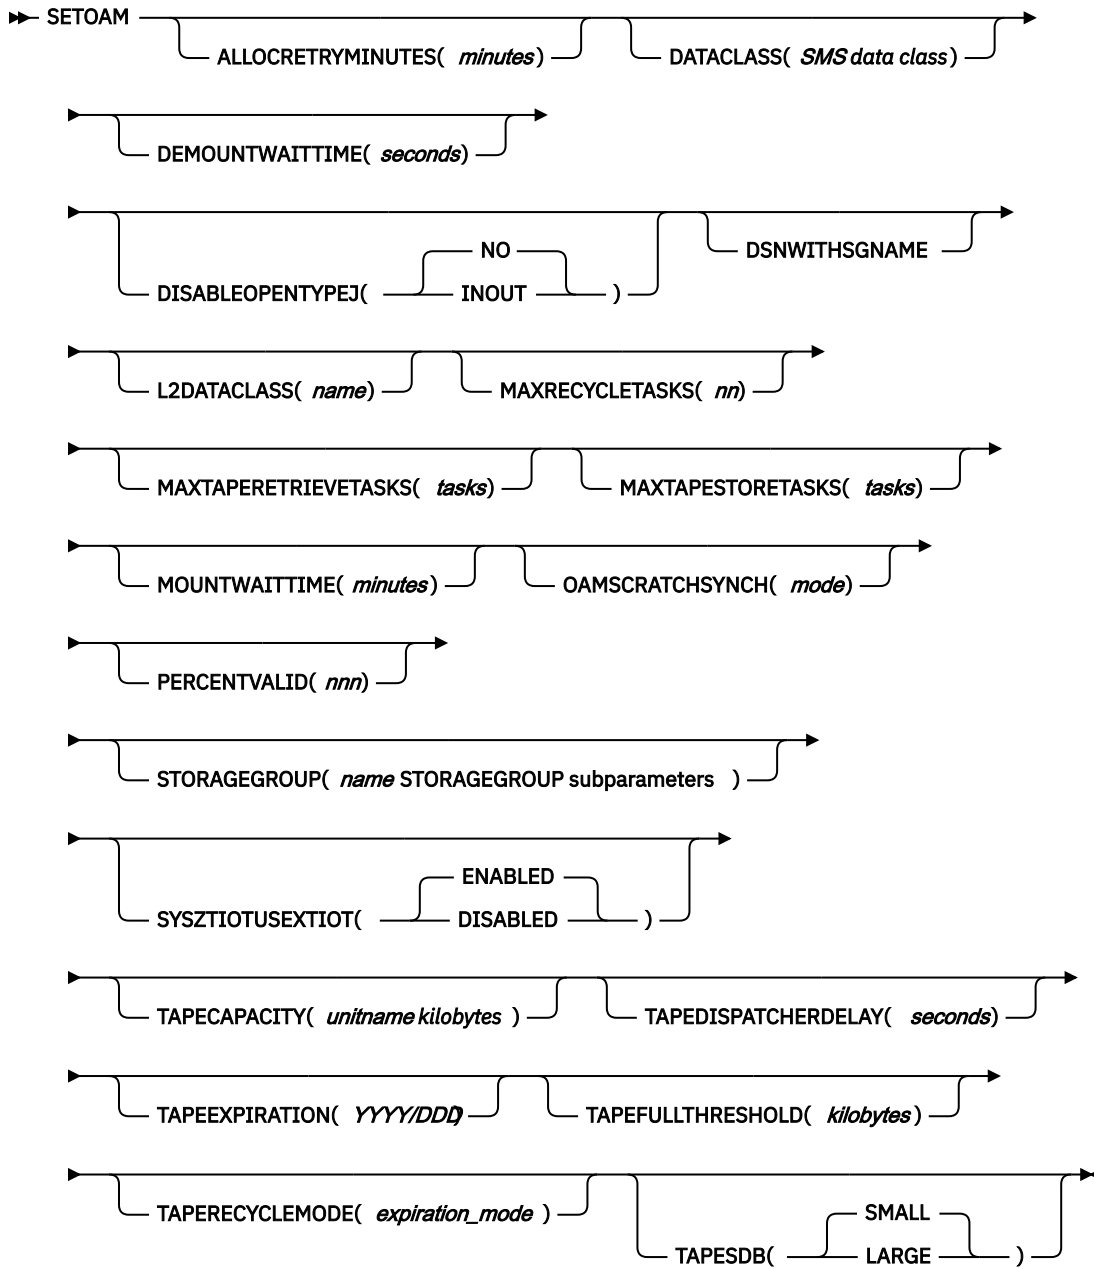 SETOAM
ALLOCRETRYMINUTES( minutes)
DATACLASS( SMS data class)
DEMOUNTWAITTIME( seconds)
NO
DSNWITHSGNAME
DISABLEOPENTYPEJ( INOUT )
L2DATACLASS( name)
MAXRECYCLETASKS( nn)
MAXTAPERETRIEVETASKS( tasks)
MAXTAPESTORETASKS( tasks)
MOUNTWAITTIME( minutes)
OAMSCRATCHSYNCH( mode)
PERCENTVALID( nnn)
STORAGEGROUP( name STORAGEGROUP subparameters )
ENABLED
SYSZTIOTUSEXTIOT( DISABLED )
TAPECAPACITY( unitname kilobytes )
TAPEDISPATCHERDELAY( seconds)
TAPEEXPIRATION( YYYY/DDD)
TAPEFULLTHRESHOLD( kilobytes)
TAPERECYCLEMODE( expiration_mode )
SMALL
TAPESDB( LARGE )